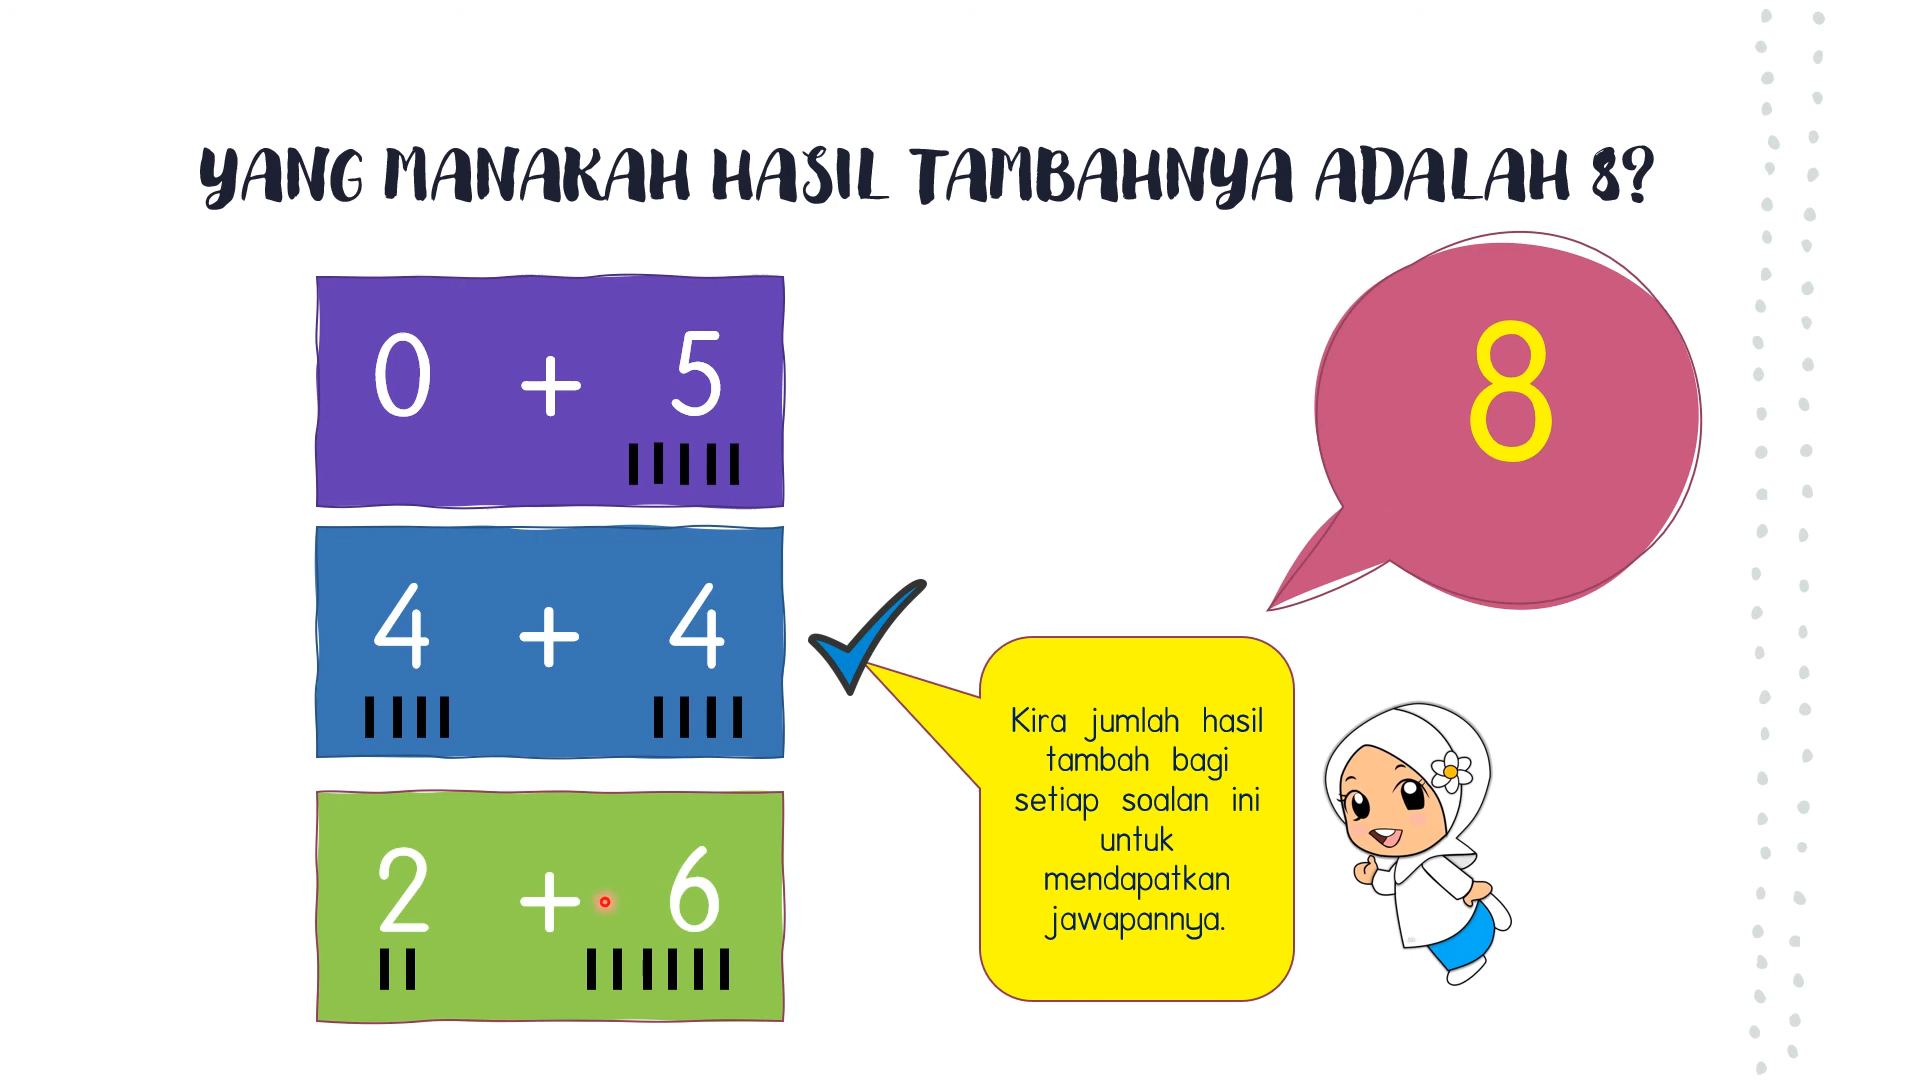 YANG MANAKAH HASIL TAMBAHNYA ADALAH 8?
0 + 5
8
4 + 4
Kira jumlah hasil
tambah bagi
setiap soalan ini
untuk
mendapatkan
jawapannya.
2 + 6